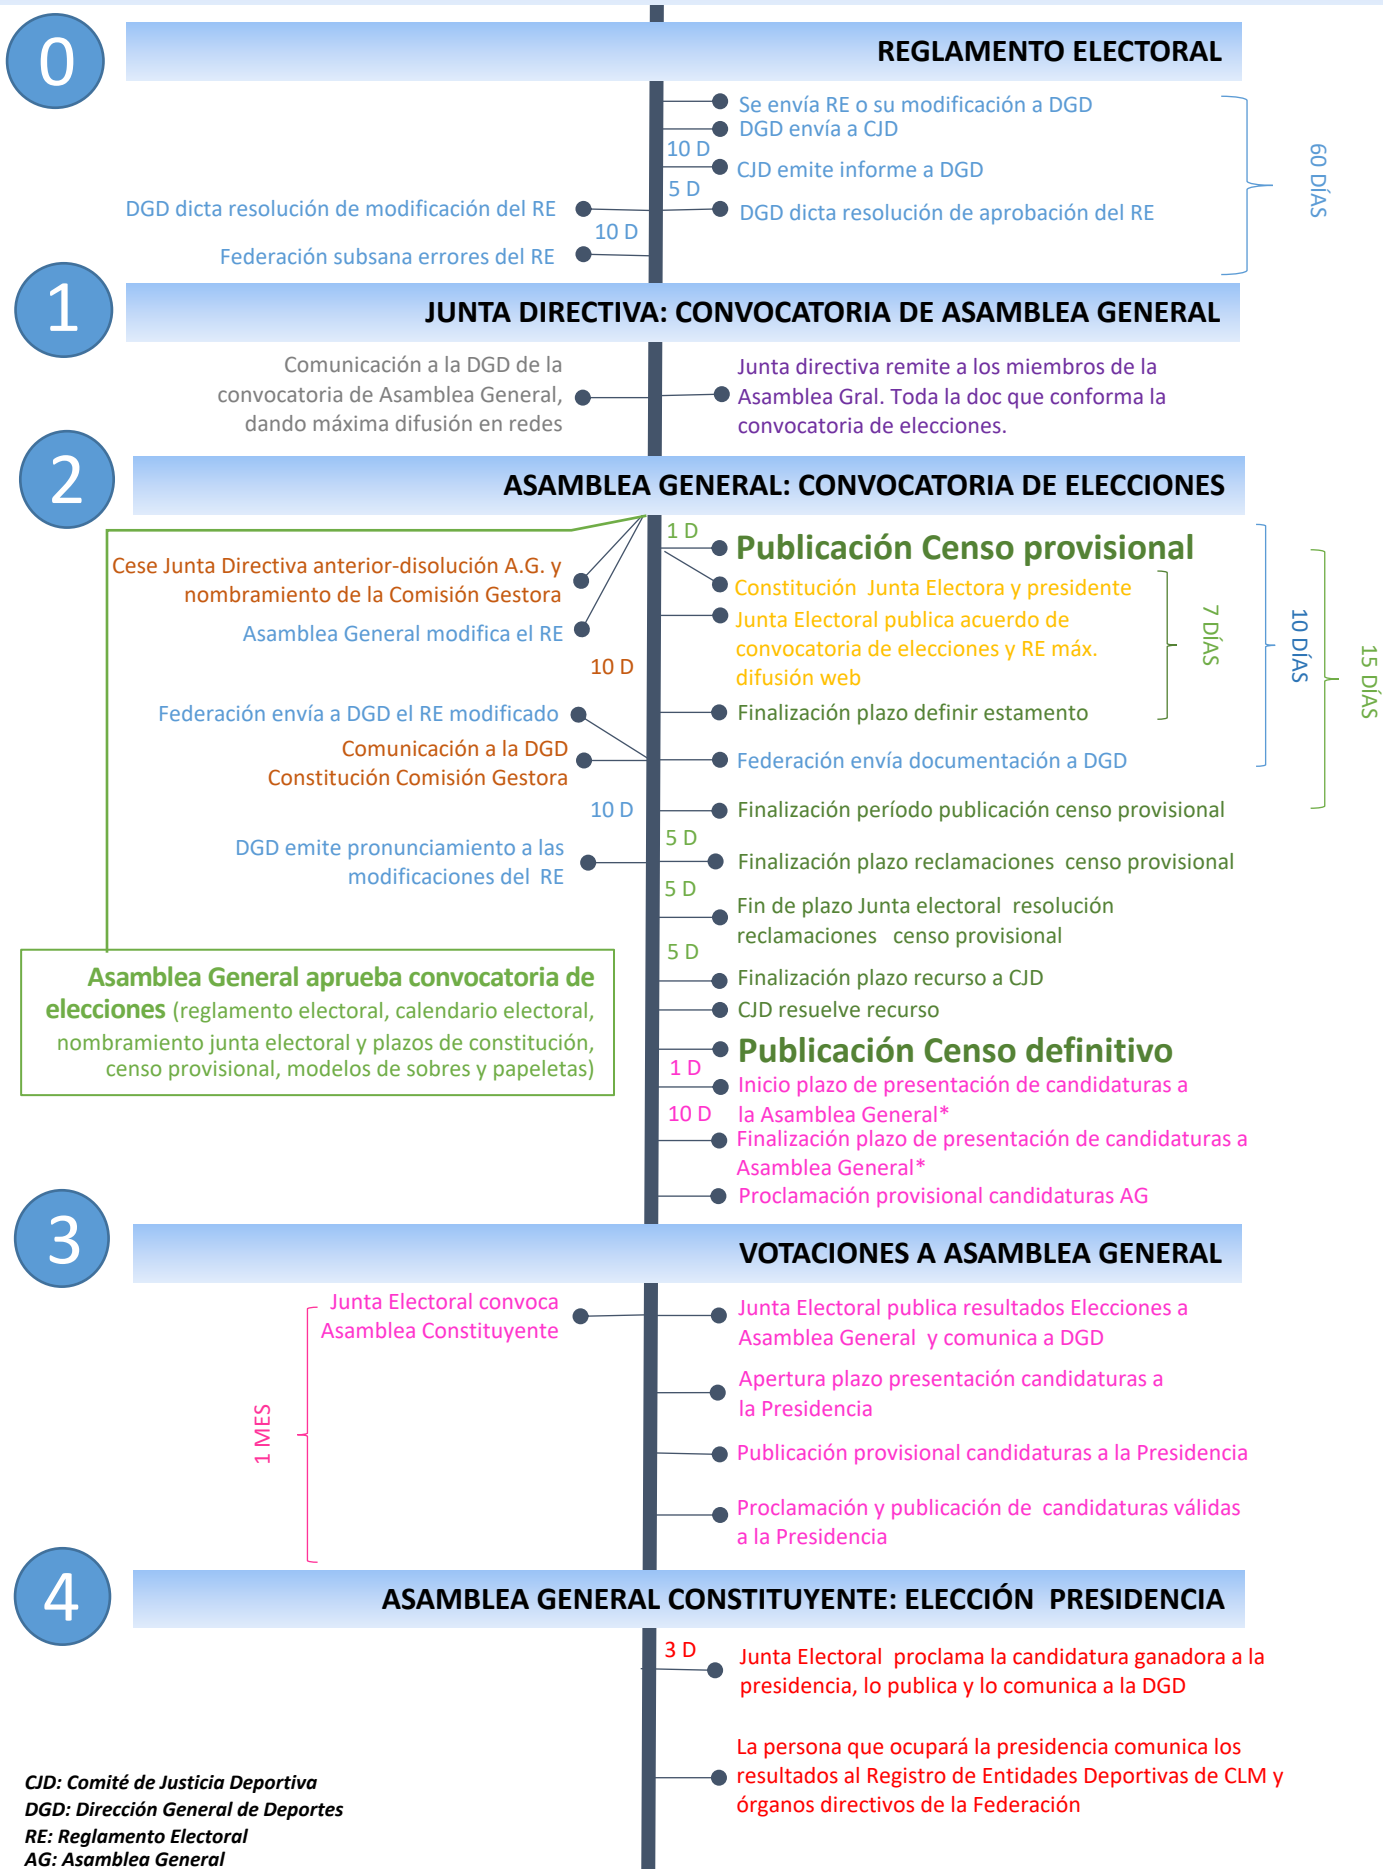 0
REGLAMENTO ELECTORAL
Se envía RE o su modificación a DGD
DGD envía a CJD
10 D
CJD emite informe a DGD
5 D
DGD dicta resolución de modificación del RE
DGD dicta resolución de aprobación del RE
10 D
Federación subsana errores del RE
60 DÍAS
1
JUNTA DIRECTIVA: CONVOCATORIA DE ASAMBLEA GENERAL
Comunicación a la DGD de la
convocatoria de Asamblea General,
dando máxima difusión en redes
Junta directiva remite a los miembros de la
Asamblea Gral. Toda la doc que conforma la
convocatoria de elecciones.
2
ASAMBLEA GENERAL: CONVOCATORIA DE ELECCIONES
1 D
Publicación Censo provisional
Cese Junta Directiva anterior-disolución A.G. y
nombramiento de la Comisión Gestora
Constitución Junta Electora y presidente
Asamblea General modifica el RE
Junta Electoral publica acuerdo de
convocatoria de elecciones y RE máx.
difusión web
7 DÍAS
10 DÍAS
15 DÍAS
10 D
Federación envía a DGD el RE modificado
Finalización plazo definir estamento
Comunicación a la DGD
Constitución Comisión Gestora
Federación envía documentación a DGD
10 D
Finalización período publicación censo provisional
5 D
DGD emite pronunciamiento a las
modificaciones del RE
Finalización plazo reclamaciones censo provisional
5 D
Fin de plazo Junta electoral resolución
reclamaciones censo provisional
5 D
Asamblea General aprueba convocatoria de
elecciones (reglamento electoral, calendario electoral,
nombramiento junta electoral y plazos de constitución,
censo provisional, modelos de sobres y papeletas)
Finalización plazo recurso a CJD
CJD resuelve recurso
Publicación Censo definitivo
1 D
Inicio plazo de presentación de candidaturas a
la Asamblea General*
10 D
Finalización plazo de presentación de candidaturas a
Asamblea General*
Proclamación provisional candidaturas AG
3
VOTACIONES A ASAMBLEA GENERAL
Junta Electoral convoca
Asamblea Constituyente
Junta Electoral publica resultados Elecciones a
Asamblea General y comunica a DGD
Apertura plazo presentación candidaturas a
la Presidencia
1 MES
Publicación provisional candidaturas a la Presidencia
Proclamación y publicación de candidaturas válidas
a la Presidencia
4
ASAMBLEA GENERAL CONSTITUYENTE: ELECCIÓN PRESIDENCIA
3 D
Junta Electoral proclama la candidatura ganadora a la
presidencia, lo publica y lo comunica a la DGD
La persona que ocupará la presidencia comunica los
resultados al Registro de Entidades Deportivas de CLM y
órganos directivos de la Federación
CJD: Comité de Justicia Deportiva
DGD: Dirección General de Deportes
RE: Reglamento Electoral
AG: Asamblea General